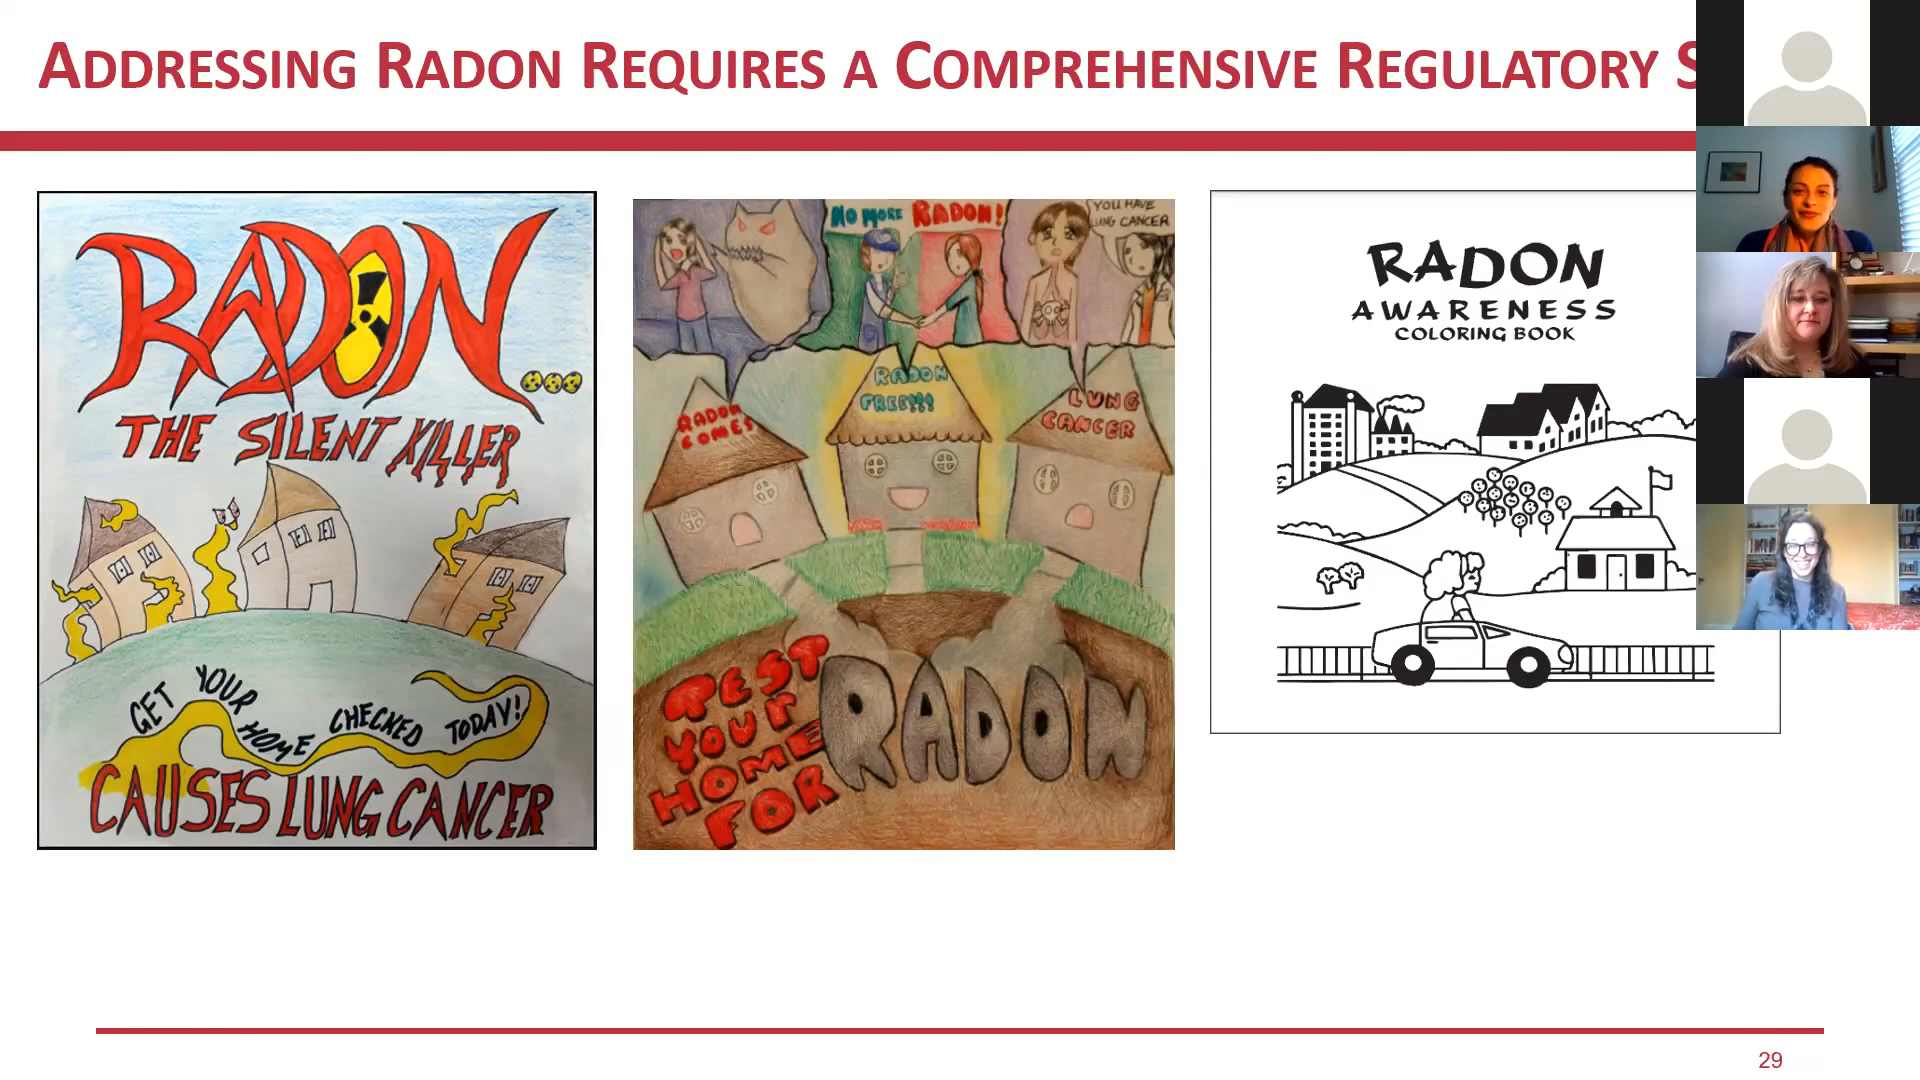 ADDRESSING RADON REQUIRES A COMPREHENSIVE REGULATORY S
RADON...
THE SILENT KILLER
GET YOUR HOME CHECKED TODAY!
CAUSES LUNG CANCER
NO MORE RADON!
YOU HAVE
LUNG CANCER
RADON
COMES
RADON
FREE!!!
LUNG
CANCER
TEST
YOUR
HOME
FOR
RADON
RADON
AWARENESS
COLORING BOOK
29